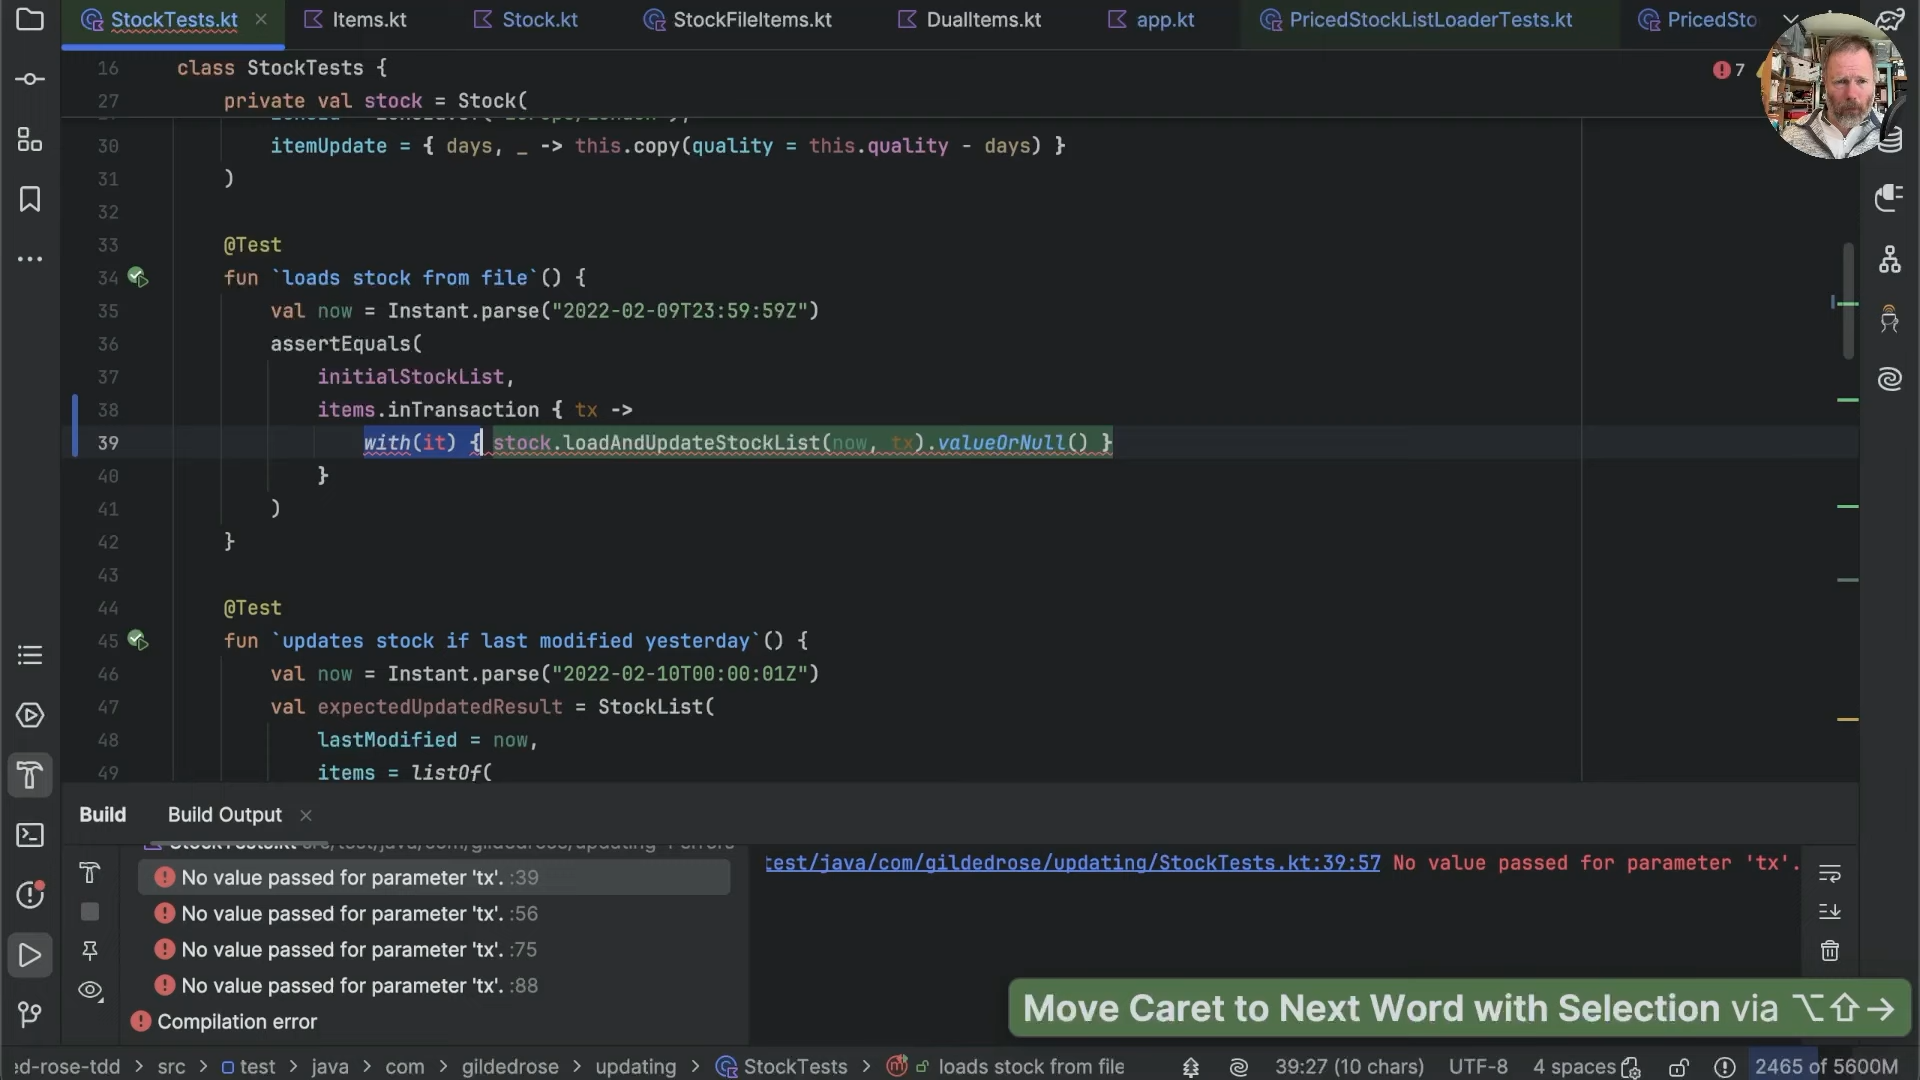 StockTests.kt
Items.kt
Stock.kt
StockFileItems.kt
DualItems.kt
app.kt
PricedStockListLoaderTests.kt
PricedSto
16 class StockTests {
27 private val stock = Stock(
7
30 itemUpdate = { days, _ -> this.copy(quality = this.quality - days) }
31 )
32
33 @Test
34 fun `loads stock from file`() {
35 val now = Instant.parse("2022-02-09T23:59:59Z")
36 assertEquals(
37 initialStockList,
38 items.inTransaction { tx ->
39 with(it) { stock.loadAndUpdateStockList(now, tx).valueOrNull() }
40 }
41 )
42 }
43
44 @Test
45 fun `updates stock if last modified yesterday`() {
46 val now = Instant.parse("2022-02-10T00:00:01Z")
47 val expectedUpdatedResult = StockList(
48 lastModified = now,
49 items = listOf(
Build
Build Output
No value passed for parameter 'tx'. :39
No value passed for parameter 'tx'. :56
No value passed for parameter 'tx'. :75
No value passed for parameter 'tx'. :88
Compilation error
test/java/com/gildedrose/updating/StockTests.kt:39:57 No value passed for parameter 'tx'.
Move Caret to Next Word with Selection via ⌥⇧→
ed-rose-tdd > src > test > java > com > gildedrose > updating > StockTests > loads stock from file
39:27 (10 chars) UTF-8 4 spaces 2465 of 5600M